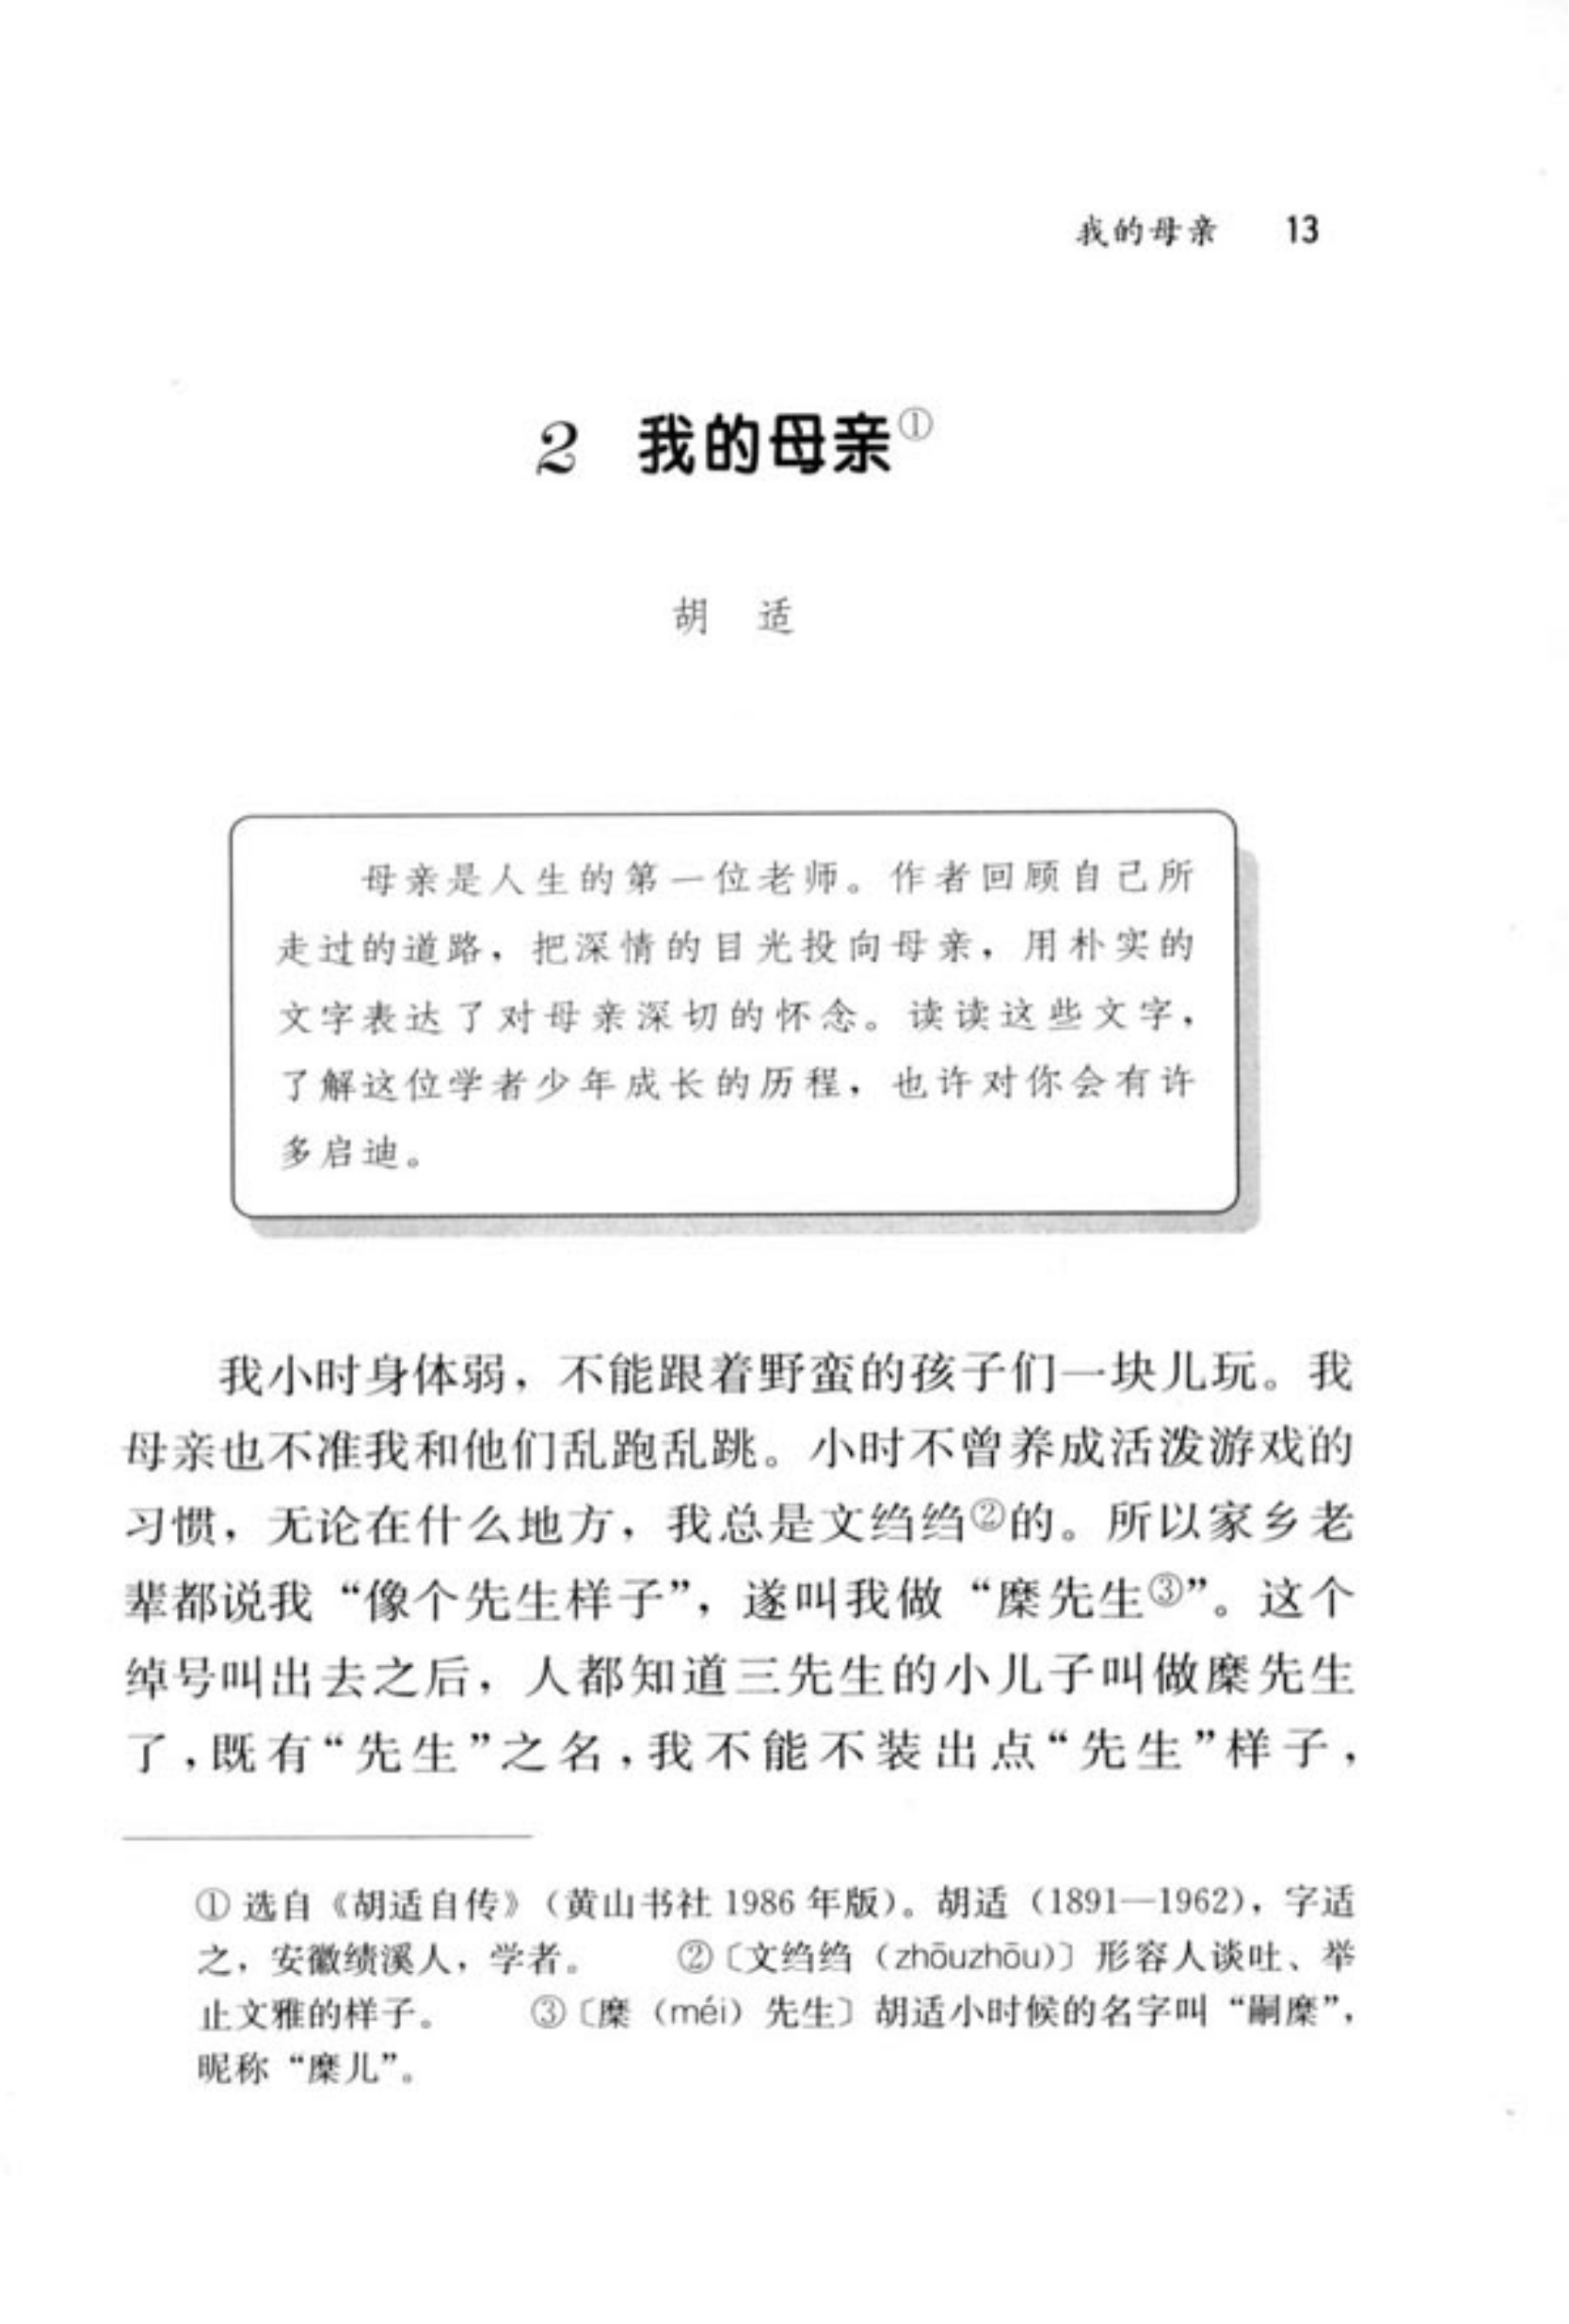 我的母亲 13
2 我的母亲①
胡 适
母亲是人生的第一位老师。作者回顾自己所
走过的道路，把深情的目光投向母亲，用朴实的
文字表达了对母亲深切的怀念。读读这些文字，
了解这位学者少年成长的历程，也许对你会有许
多启迪。
我小时身体弱，不能跟着野蛮的孩子们一块儿玩。我
母亲也不准我和他们乱跑乱跳。小时不曾养成活泼游戏的
习惯，无论在什么地方，我总是文绉绉②的。所以家乡老
辈都说我“像个先生样子”，遂叫我做“穈先生③”。这个
绰号叫出去之后，人都知道三先生的小儿子叫做穈先生
了，既有“先生”之名，我不能不装出点“先生”样子，
① 选自《胡适自传》（黄山书社 1986 年版）。胡适（1891—1962），字适
之，安徽绩溪人，学者。 ②〔文绉绉（zhōuzhōu）〕形容人谈吐、举
止文雅的样子。 ③〔穈（méi）先生〕胡适小时候的名字叫“嗣穈”，
昵称“穈儿”。